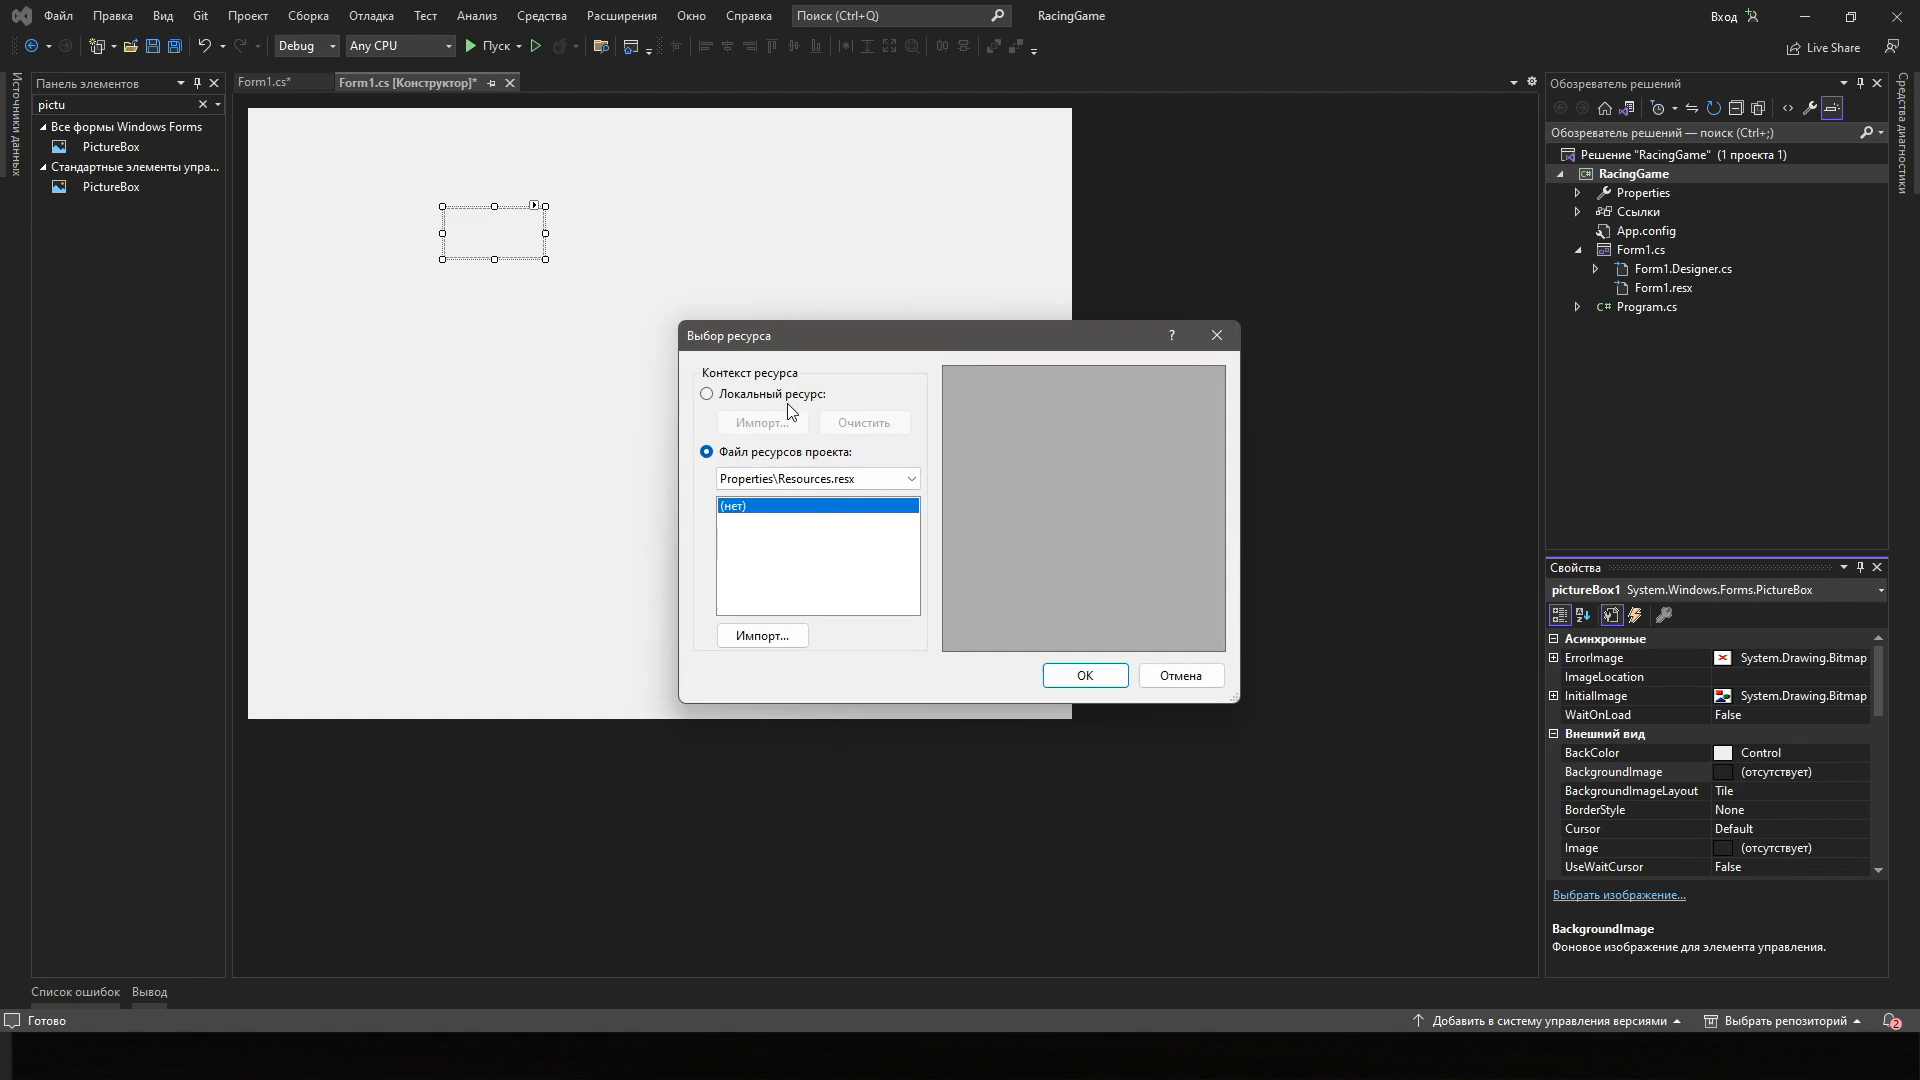 Файл Правка Вид Git Проект Сборка Отладка Тест Анализ Средства Расширения Окно Справка Поиск (Ctrl+Q) RacingGame Вход
Debug Any CPU Пуск Live Share
Источники данных
Панель элементов
pictu
Все формы Windows Forms
PictureBox
Стандартные элементы упра...
PictureBox
Form1.cs* Form1.cs [Конструктор]*
Выбор ресурса ?
Контекст ресурса
Локальный ресурс:
Импорт... Очистить
Файл ресурсов проекта:
Properties\Resources.resx
(нет)
Импорт...
ОК Отмена
Обозреватель решений
Обозреватель решений — поиск (Ctrl+;)
Решение "RacingGame" (1 проекта 1)
C# RacingGame
Properties
Ссылки
App.config
Form1.cs
Form1.Designer.cs
Form1.resx
C# Program.cs
Средства диагностики
Свойства
pictureBox1 System.Windows.Forms.PictureBox
Асинхронные
ErrorImage System.Drawing.Bitmap
ImageLocation
InitialImage System.Drawing.Bitmap
WaitOnLoad False
Внешний вид
BackColor Control
BackgroundImage (отсутствует)
BackgroundImageLayout Tile
BorderStyle None
Cursor Default
Image (отсутствует)
UseWaitCursor False
Выбрать изображение...
BackgroundImage
Фоновое изображение для элемента управления.
Список ошибок Вывод
Готово Добавить в систему управления версиями Выбрать репозиторий 2